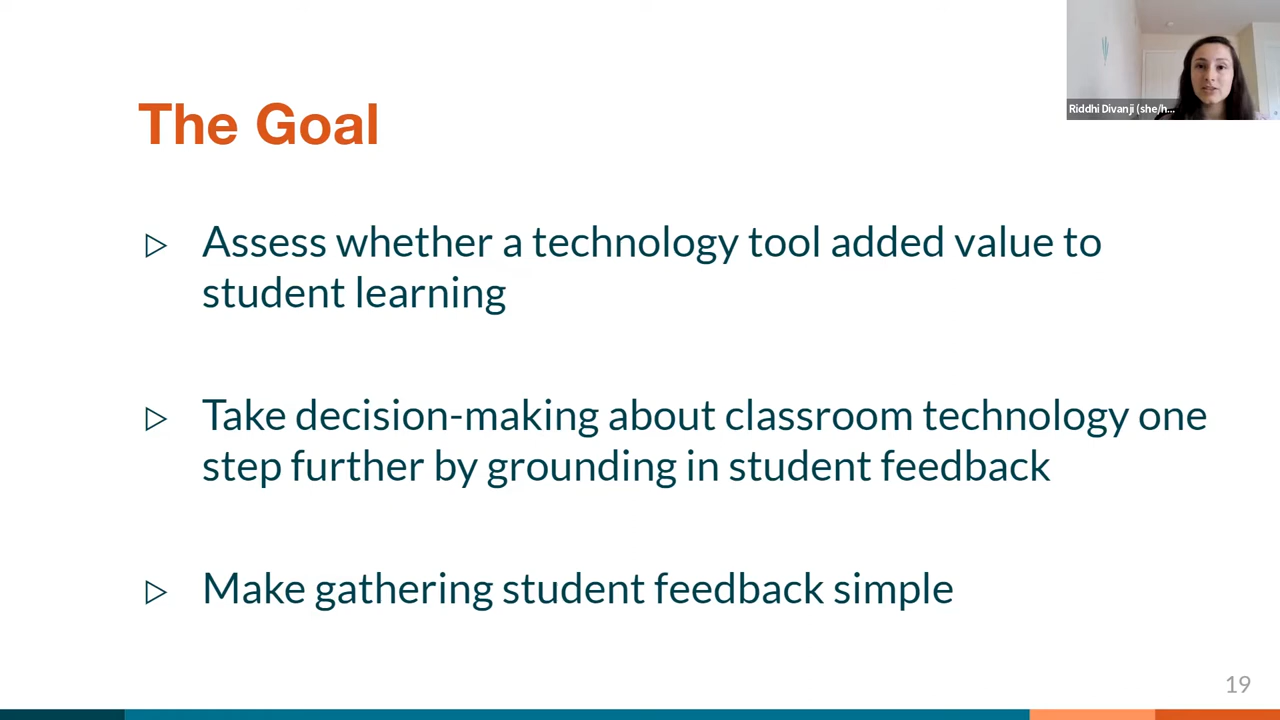 Riddhi Divanji (she/h...
The Goal
▷ Assess whether a technology tool added value to
student learning
▷ Take decision-making about classroom technology one
step further by grounding in student feedback
▷ Make gathering student feedback simple
19